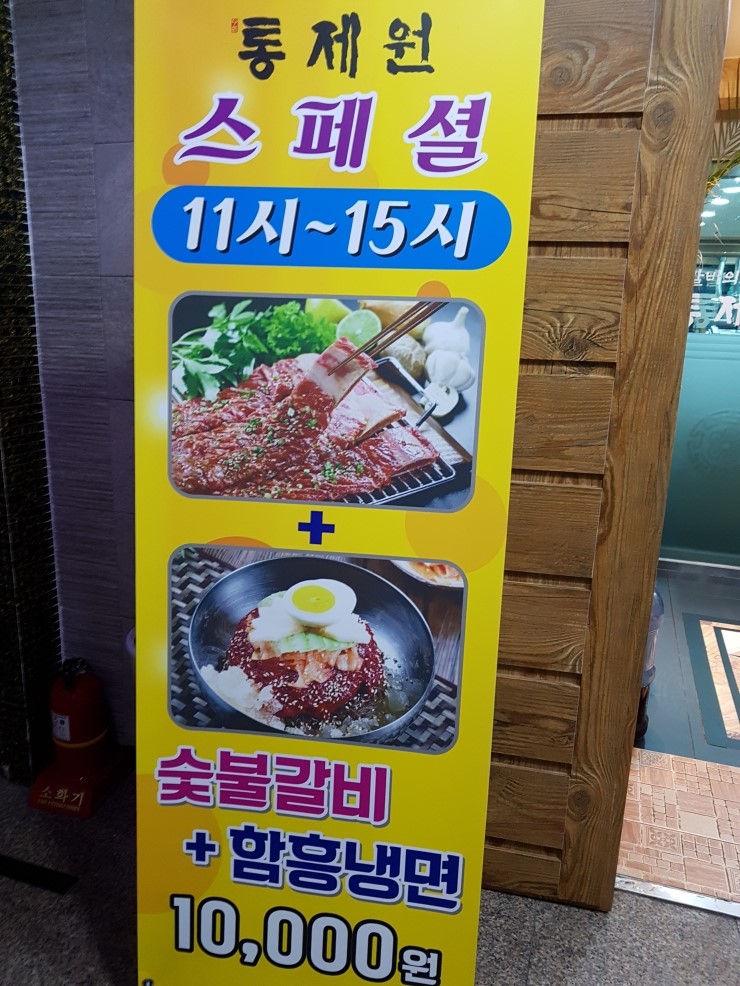 통제원
스페셜
11시~15시
+
숯불갈비
+ 함흥냉면
10,000원
소화기